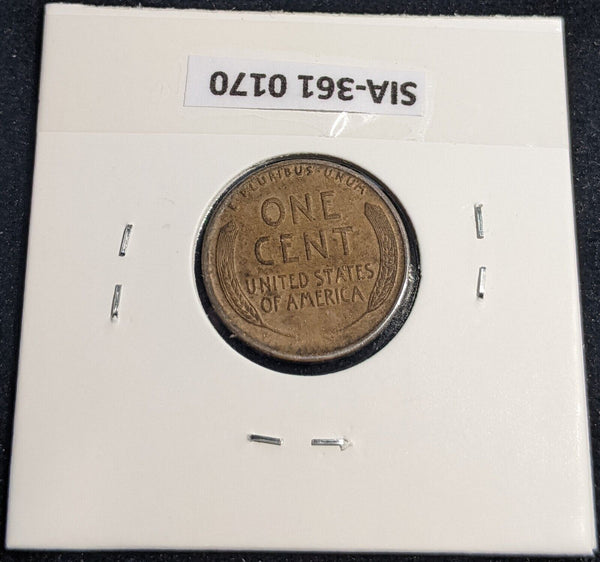 SIA-361 0170
E PLURIBUS·UNUM
ONE
CENT
UNITED STATES
OF AMERICA